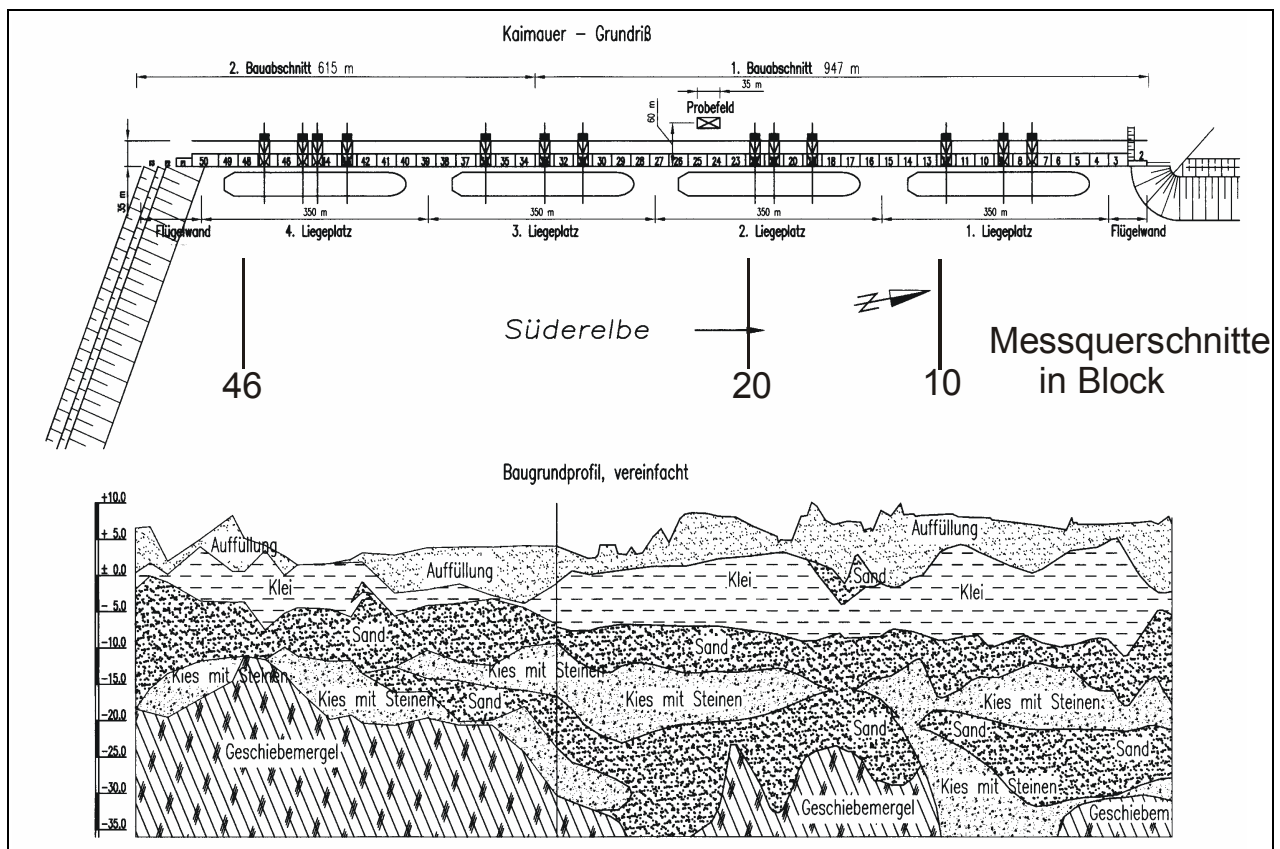 Kaimauer – Grundriß
2. Bauabschnitt 615 m
1. Bauabschnitt 947 m
35 m
Probefeld
60 m
50 49 48 46 44 42 41 40 39 38 37 35 34 32 30 29 28 27 26 25 24 23 20 18 17 16 15 14 13 11 10 8 7 6 5 4 3 2
35 m
350 m 350 m 350 m 350 m
Flügelwand 4. Liegeplatz 3. Liegeplatz 2. Liegeplatz 1. Liegeplatz Flügelwand
N
Süderelbe
Messquerschnitte
in Block
46 20 10
Baugrundprofil, vereinfacht
+10.0
+ 5.0
± 0.0
– 5.0
–10.0
–15.0
–20.0
–25.0
–30.0
–35.0
Auffüllung
Auffüllung
Auffüllung
Klei
Klei
Sand
Klei
Sand
Sand
Kies mit Steinen
Kies mit Steinen
Kies mit Steinen
Sand
Kies mit Steinen
Kies mit Steinen
Sand
Sand
Sand
Geschiebemergel
Kies mit Steinen
Geschiebemergel
Geschiebem.